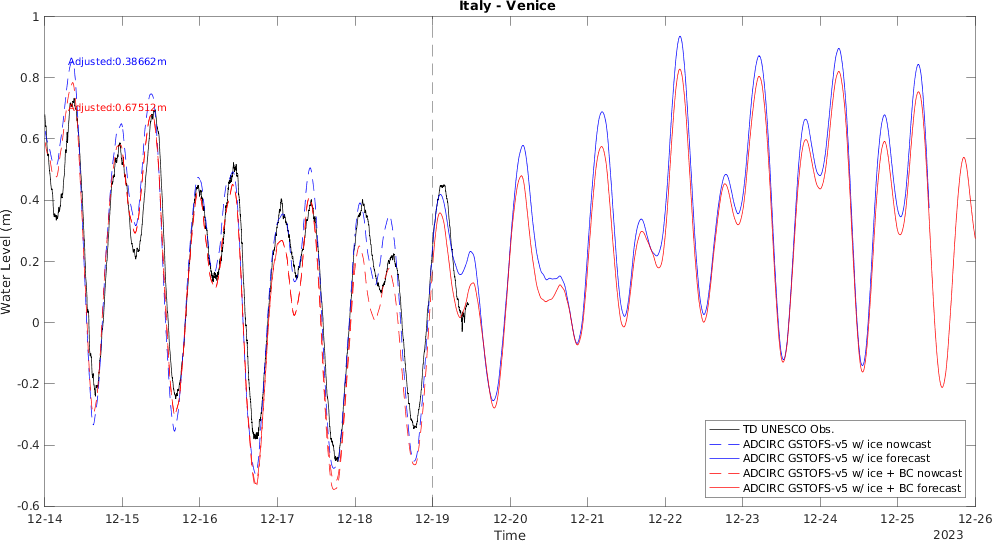 Italy - Venice
Water Level (m)
1
0.8
0.6
0.4
0.2
0
-0.2
-0.4
-0.6
Adjusted:0.38662m
Adjusted:0.67512m
TD UNESCO Obs.
ADCIRC GSTOFS-v5 w/ ice nowcast
ADCIRC GSTOFS-v5 w/ ice forecast
ADCIRC GSTOFS-v5 w/ ice + BC nowcast
ADCIRC GSTOFS-v5 w/ ice + BC forecast
12-14 12-15 12-16 12-17 12-18 12-19 12-20 12-21 12-22 12-23 12-24 12-25 12-26
Time
2023